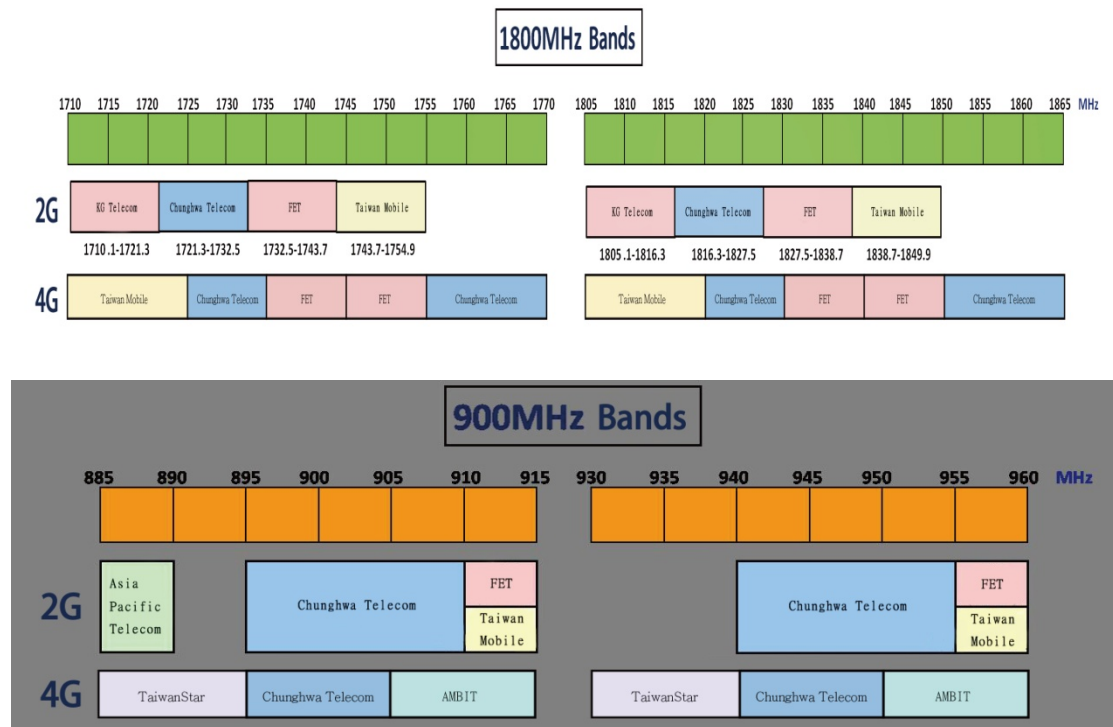 1800MHz Bands
1710 1715 1720 1725 1730 1735 1740 1745 1750 1755 1760 1765 1770 1805 1810 1815 1820 1825 1830 1835 1840 1845 1850 1855 1860 1865 MHz
2G KG Telecom Chunghwa Telecom FET Taiwan Mobile KG Telecom Chunghwa Telecom FET Taiwan Mobile
1710 .1-1721.3 1721.3-1732.5 1732.5-1743.7 1743.7-1754.9 1805 .1-1816.3 1816.3-1827.5 1827.5-1838.7 1838.7-1849.9
4G Taiwan Mobile Chunghwa Telecom FET FET Chunghwa Telecom Taiwan Mobile Chunghwa Telecom FET FET Chunghwa Telecom
900MHz Bands
885 890 895 900 905 910 915 930 935 940 945 950 955 960 MHz
2G
Asia
Pacific
Telecom
Chunghwa Telecom
FET
Taiwan
Mobile
Chunghwa Telecom
FET
Taiwan
Mobile
4G TaiwanStar Chunghwa Telecom AMBIT TaiwanStar Chunghwa Telecom AMBIT